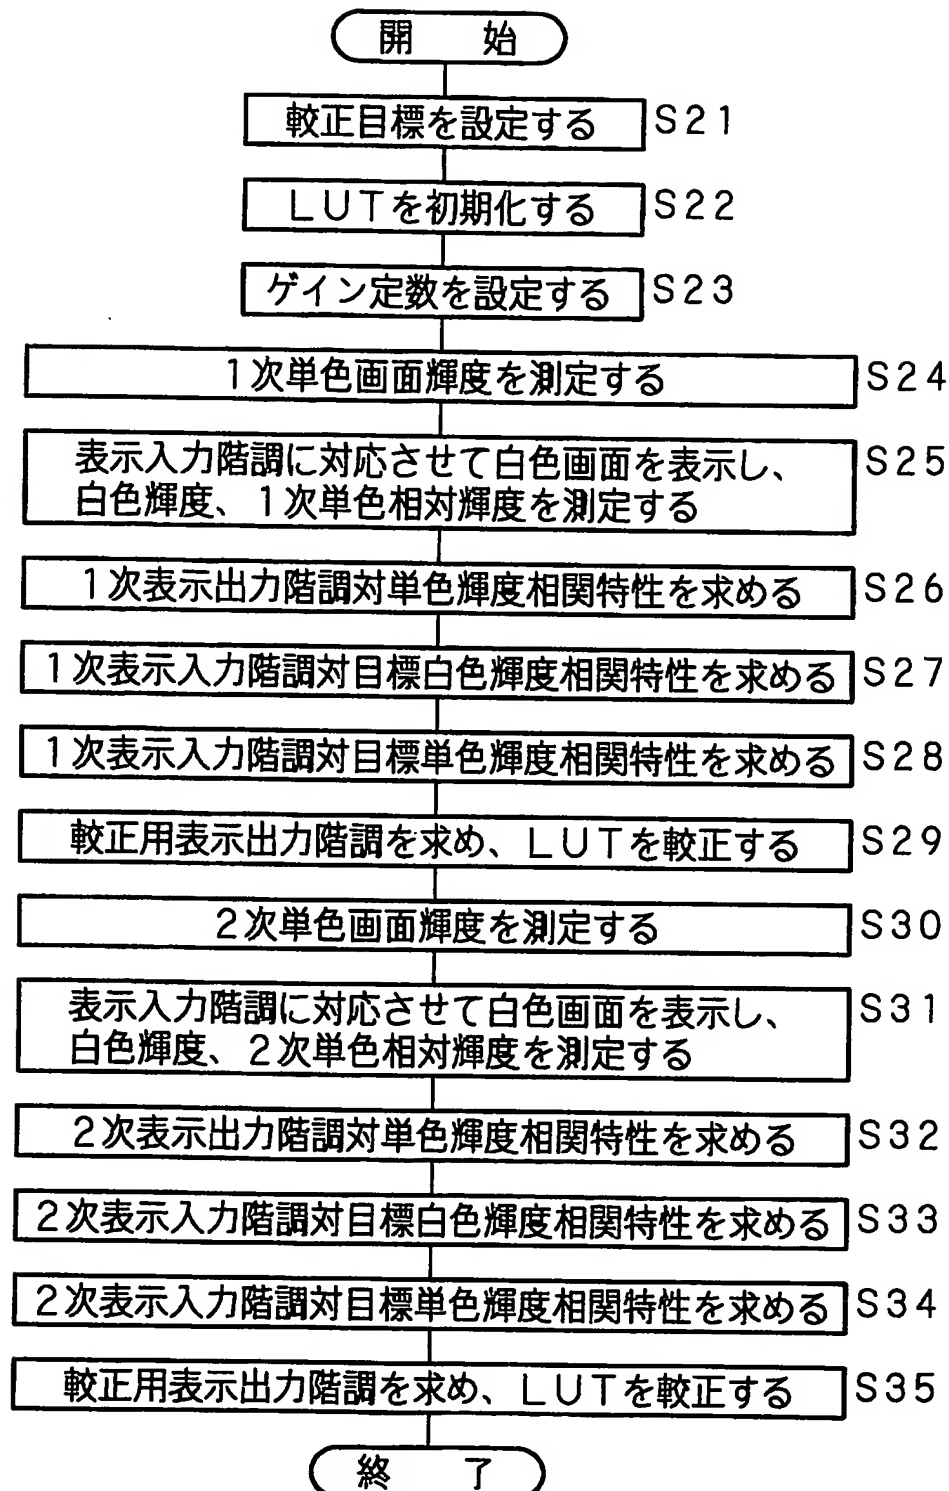 開 始
較正目標を設定する S21
LUTを初期化する S22
ゲイン定数を設定する S23
1次単色画面輝度を測定する S24
表示入力階調に対応させて白色画面を表示し、 S25
白色輝度、1次単色相対輝度を測定する
1次表示出力階調対単色輝度相関特性を求める S26
1次表示入力階調対目標白色輝度相関特性を求める S27
1次表示入力階調対目標単色輝度相関特性を求める S28
較正用表示出力階調を求め、LUTを較正する S29
2次単色画面輝度を測定する S30
表示入力階調に対応させて白色画面を表示し、 S31
白色輝度、2次単色相対輝度を測定する
2次表示出力階調対単色輝度相関特性を求める S32
2次表示入力階調対目標白色輝度相関特性を求める S33
2次表示入力階調対目標単色輝度相関特性を求める S34
較正用表示出力階調を求め、LUTを較正する S35
終 了